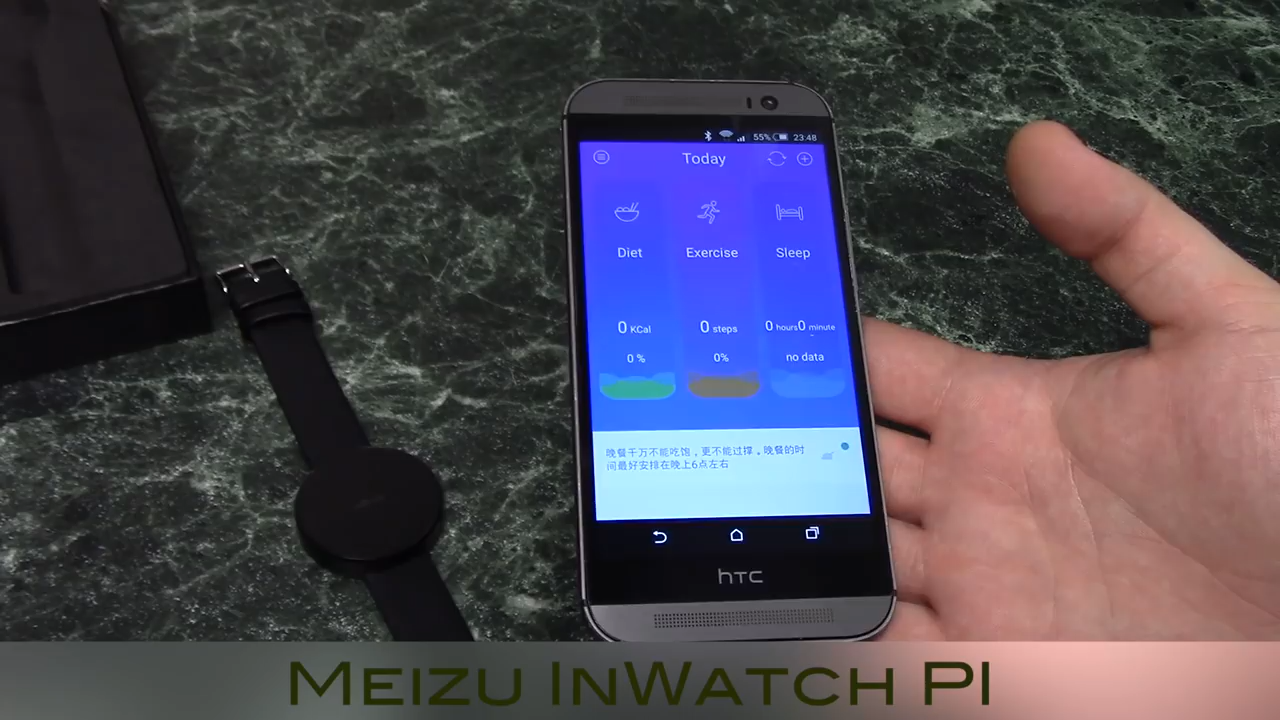 55% 23:48
Today
Diet Exercise Sleep
0 KCal 0 steps 0 hours0 minute
0 % 0% no data
晚餐千万不能吃饱，更不能过撑。晚餐的时
间最好安排在晚上6点左右
hTC
MEIZU INWATCH PI